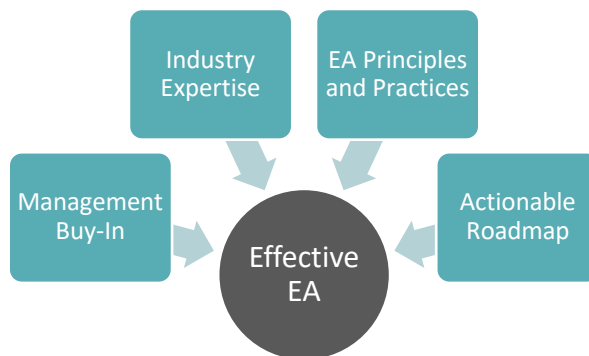 Industry
Expertise
EA Principles
and Practices
Management
Buy-In
Actionable
Roadmap
Effective
EA